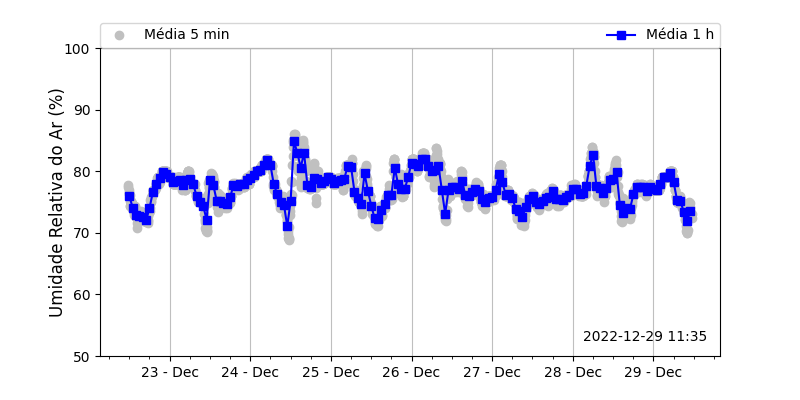 Média 5 min
Média 1 h
Umidade Relativa do Ar (%)
100
90
80
70
60
50
2022-12-29 11:35
23 - Dec
24 - Dec
25 - Dec
26 - Dec
27 - Dec
28 - Dec
29 - Dec